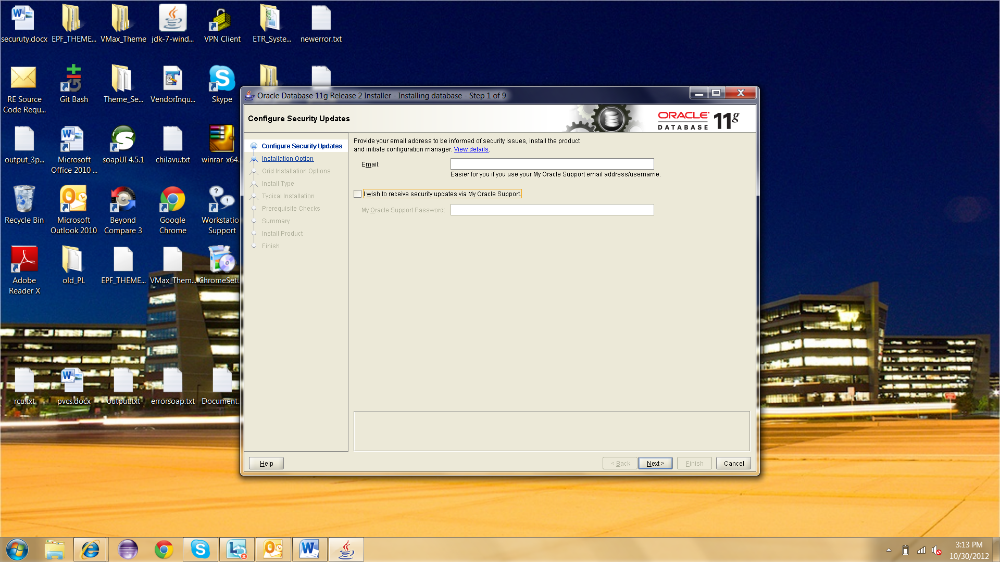 securuty.docx
EPF_THEME...
VMax_Theme
jdk-7-wind...
VPN Client
ETR_Syste...
newerror.txt
RE Source
Code Requ...
Git Bash
Theme_Se...
VendorInqu...
Skype
output_3p...
Microsoft
Office 2010 ...
soapUI 4.5.1
chilavu.txt
winrar-x64.
Recycle Bin
Microsoft
Outlook 2010
Beyond
Compare 3
Google
Chrome
Workstatio
Support
Adobe
Reader X
old_PL
EPF_THEME...
VMax_Them...
ChromeSetu
rcu.txt
pvcs.docx
output.txt
errorsoap.txt
Document.
Oracle Database 11g Release 2 Installer - Installing database - Step 1 of 9
Configure Security Updates
ORACLE
DATABASE
11g
Configure Security Updates
Installation Option
Grid Installation Options
Install Type
Typical Installation
Prerequisite Checks
Summary
Install Product
Finish
Provide your email address to be informed of security issues, install the product
and initiate configuration manager. View details.
Email:
Easier for you if you use your My Oracle Support email address/username.
I wish to receive security updates via My Oracle Support.
My Oracle Support Password:
Help
< Back
Next >
Finish
Cancel
3:13 PM
10/30/2012